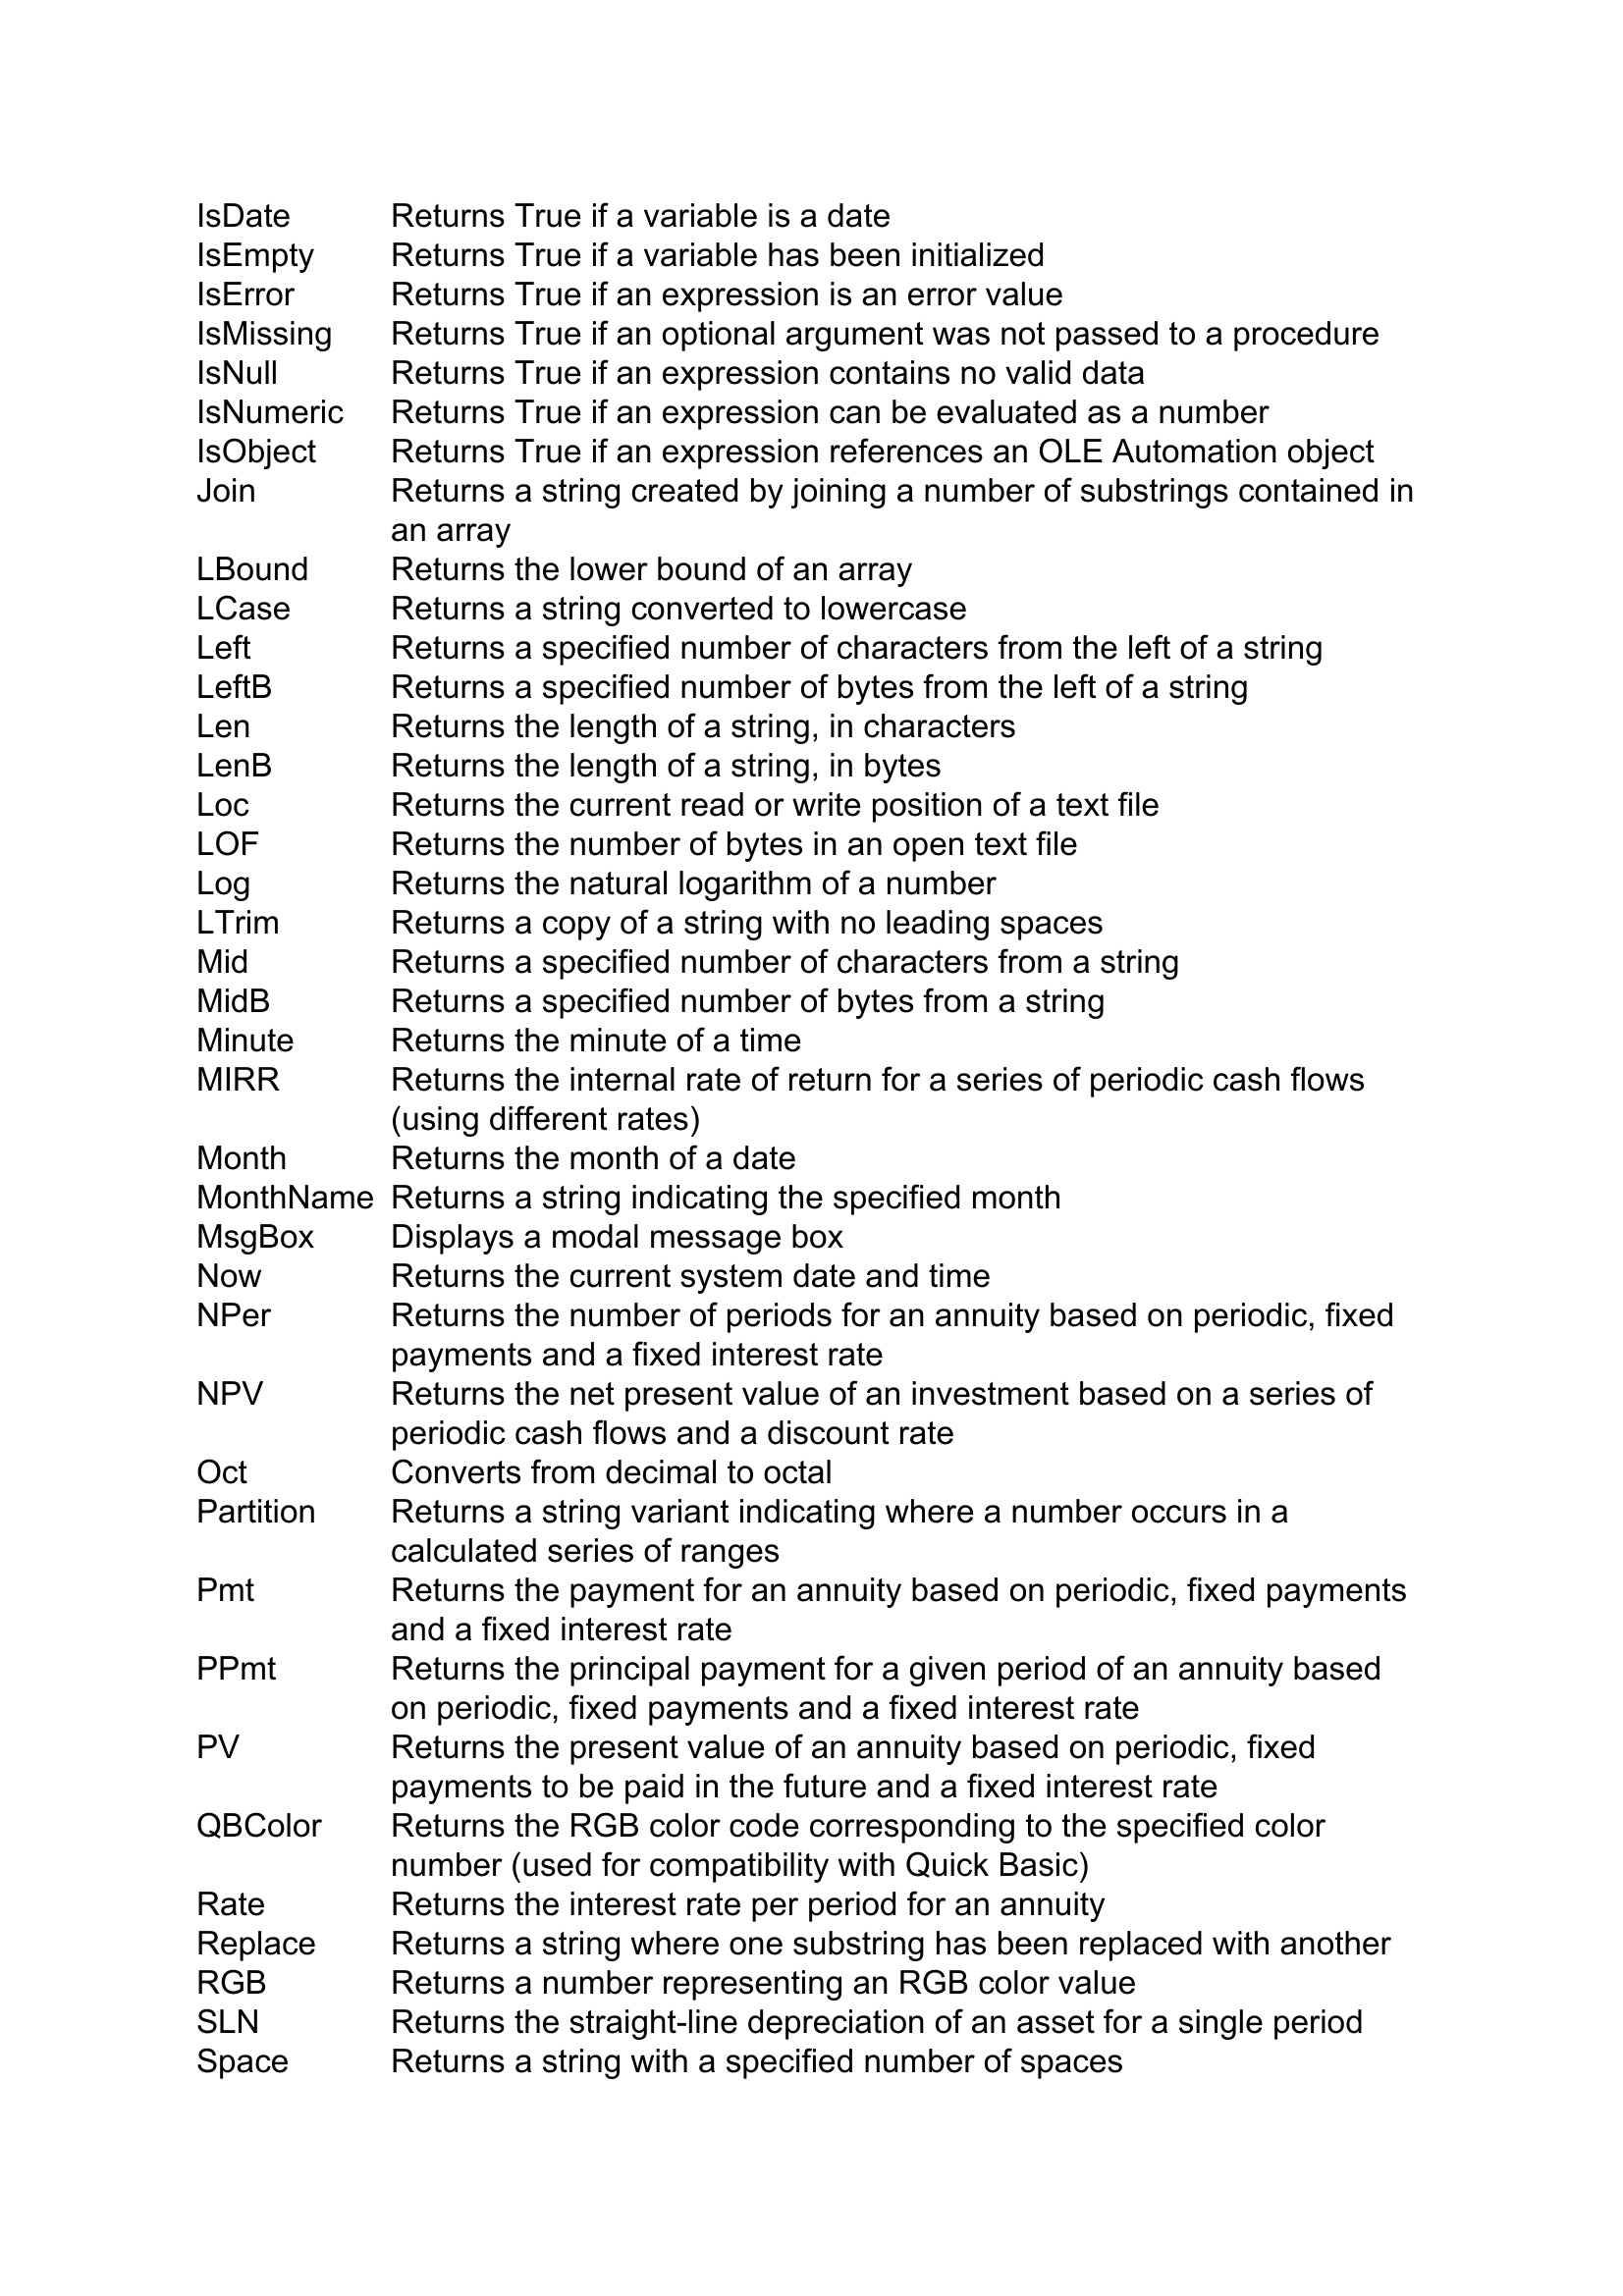 IsDate Returns True if a variable is a date
IsEmpty Returns True if a variable has been initialized
IsError Returns True if an expression is an error value
IsMissing Returns True if an optional argument was not passed to a procedure
IsNull Returns True if an expression contains no valid data
IsNumeric Returns True if an expression can be evaluated as a number
IsObject Returns True if an expression references an OLE Automation object
Join Returns a string created by joining a number of substrings contained in
an array
LBound Returns the lower bound of an array
LCase Returns a string converted to lowercase
Left Returns a specified number of characters from the left of a string
LeftB Returns a specified number of bytes from the left of a string
Len Returns the length of a string, in characters
LenB Returns the length of a string, in bytes
Loc Returns the current read or write position of a text file
LOF Returns the number of bytes in an open text file
Log Returns the natural logarithm of a number
LTrim Returns a copy of a string with no leading spaces
Mid Returns a specified number of characters from a string
MidB Returns a specified number of bytes from a string
Minute Returns the minute of a time
MIRR Returns the internal rate of return for a series of periodic cash flows
(using different rates)
Month Returns the month of a date
MonthName Returns a string indicating the specified month
MsgBox Displays a modal message box
Now Returns the current system date and time
NPer Returns the number of periods for an annuity based on periodic, fixed
payments and a fixed interest rate
NPV Returns the net present value of an investment based on a series of
periodic cash flows and a discount rate
Oct Converts from decimal to octal
Partition Returns a string variant indicating where a number occurs in a
calculated series of ranges
Pmt Returns the payment for an annuity based on periodic, fixed payments
and a fixed interest rate
PPmt Returns the principal payment for a given period of an annuity based
on periodic, fixed payments and a fixed interest rate
PV Returns the present value of an annuity based on periodic, fixed
payments to be paid in the future and a fixed interest rate
QBColor Returns the RGB color code corresponding to the specified color
number (used for compatibility with Quick Basic)
Rate Returns the interest rate per period for an annuity
Replace Returns a string where one substring has been replaced with another
RGB Returns a number representing an RGB color value
SLN Returns the straight-line depreciation of an asset for a single period
Space Returns a string with a specified number of spaces